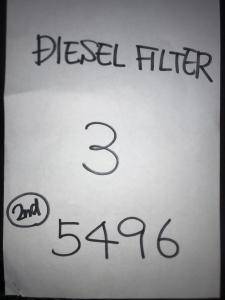 DIESEL FILTER
3
2nd
5496